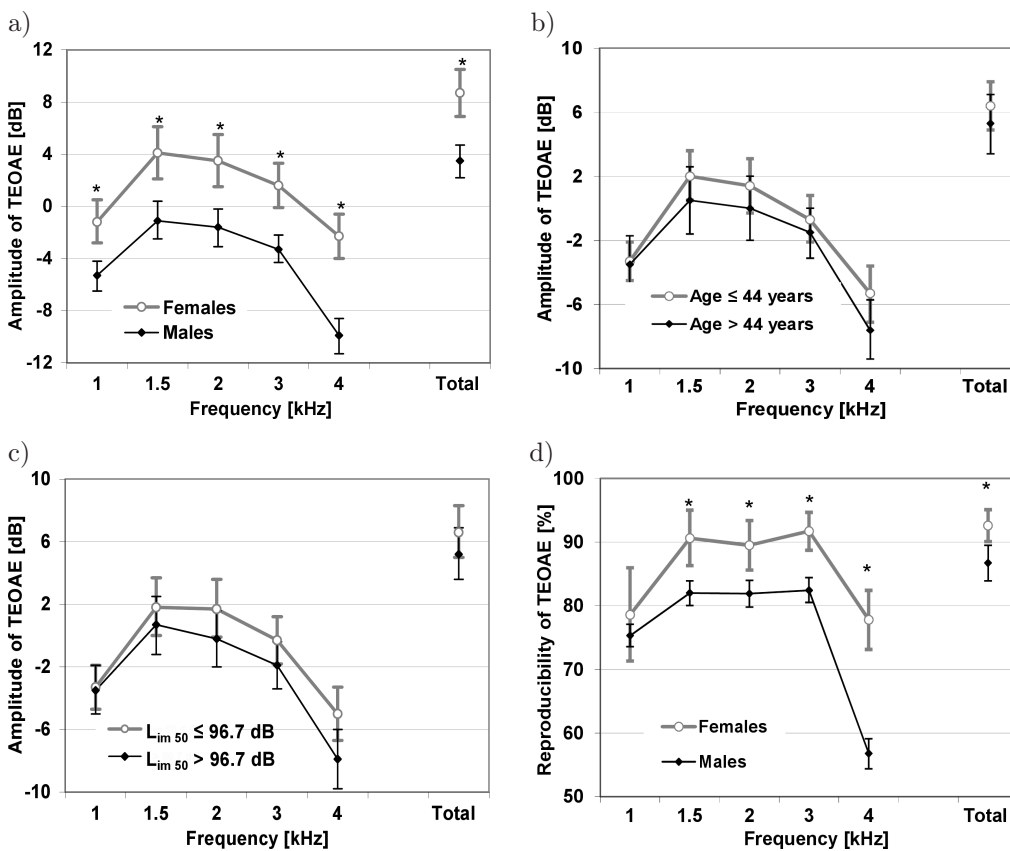 a)
12
8
4
0
-4
-8
-12
Amplitude of TEOAE [dB]
*
*
*
*
*
*
Females
Males
1 1.5 2 3 4 Total
Frequency [kHz]
b)
10
6
2
-2
-6
-10
Amplitude of TEOAE [dB]
Age ≤ 44 years
Age > 44 years
1 1.5 2 3 4 Total
Frequency [kHz]
c)
10
6
2
-2
-6
-10
Amplitude of TEOAE [dB]
Lim 50 ≤ 96.7 dB
Lim 50 > 96.7 dB
1 1.5 2 3 4 Total
Frequency [kHz]
d)
100
90
80
70
60
50
Reproducibility of TEOAE [%]
*
*
*
*
*
Females
Males
1 1.5 2 3 4 Total
Frequency [kHz]